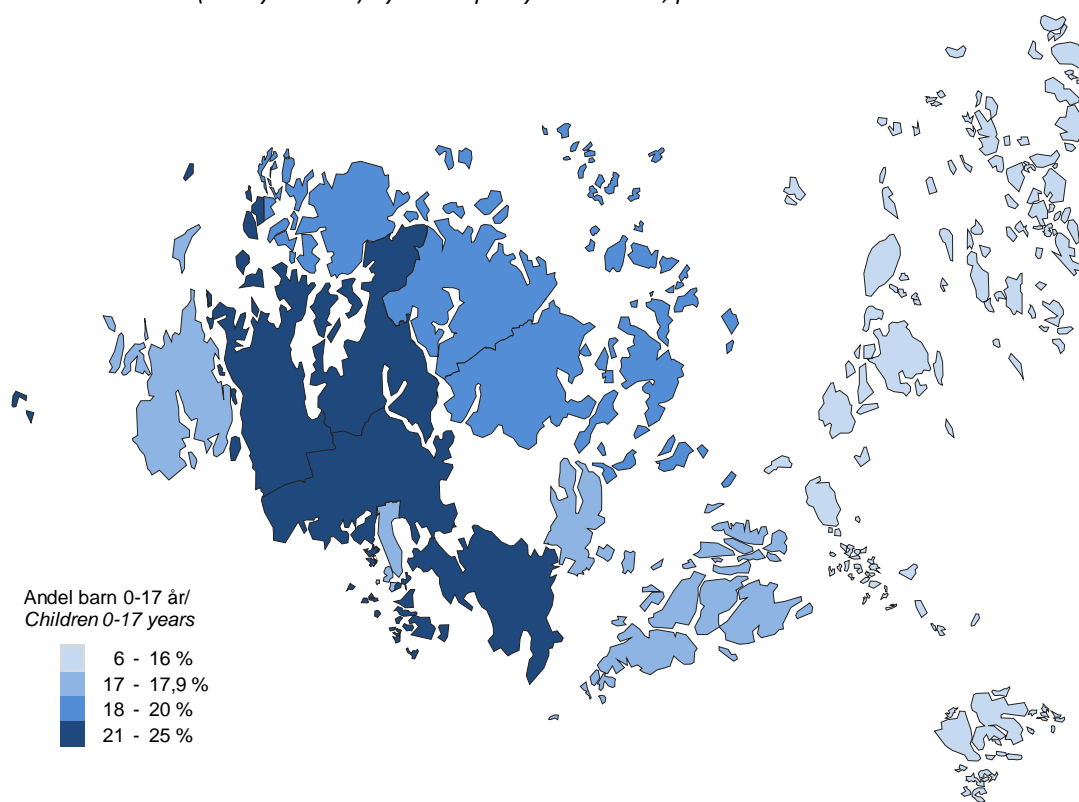 Andel barn 0-17 år/
Children 0-17 years
6 - 16 %
17 - 17,9 %
18 - 20 %
21 - 25 %